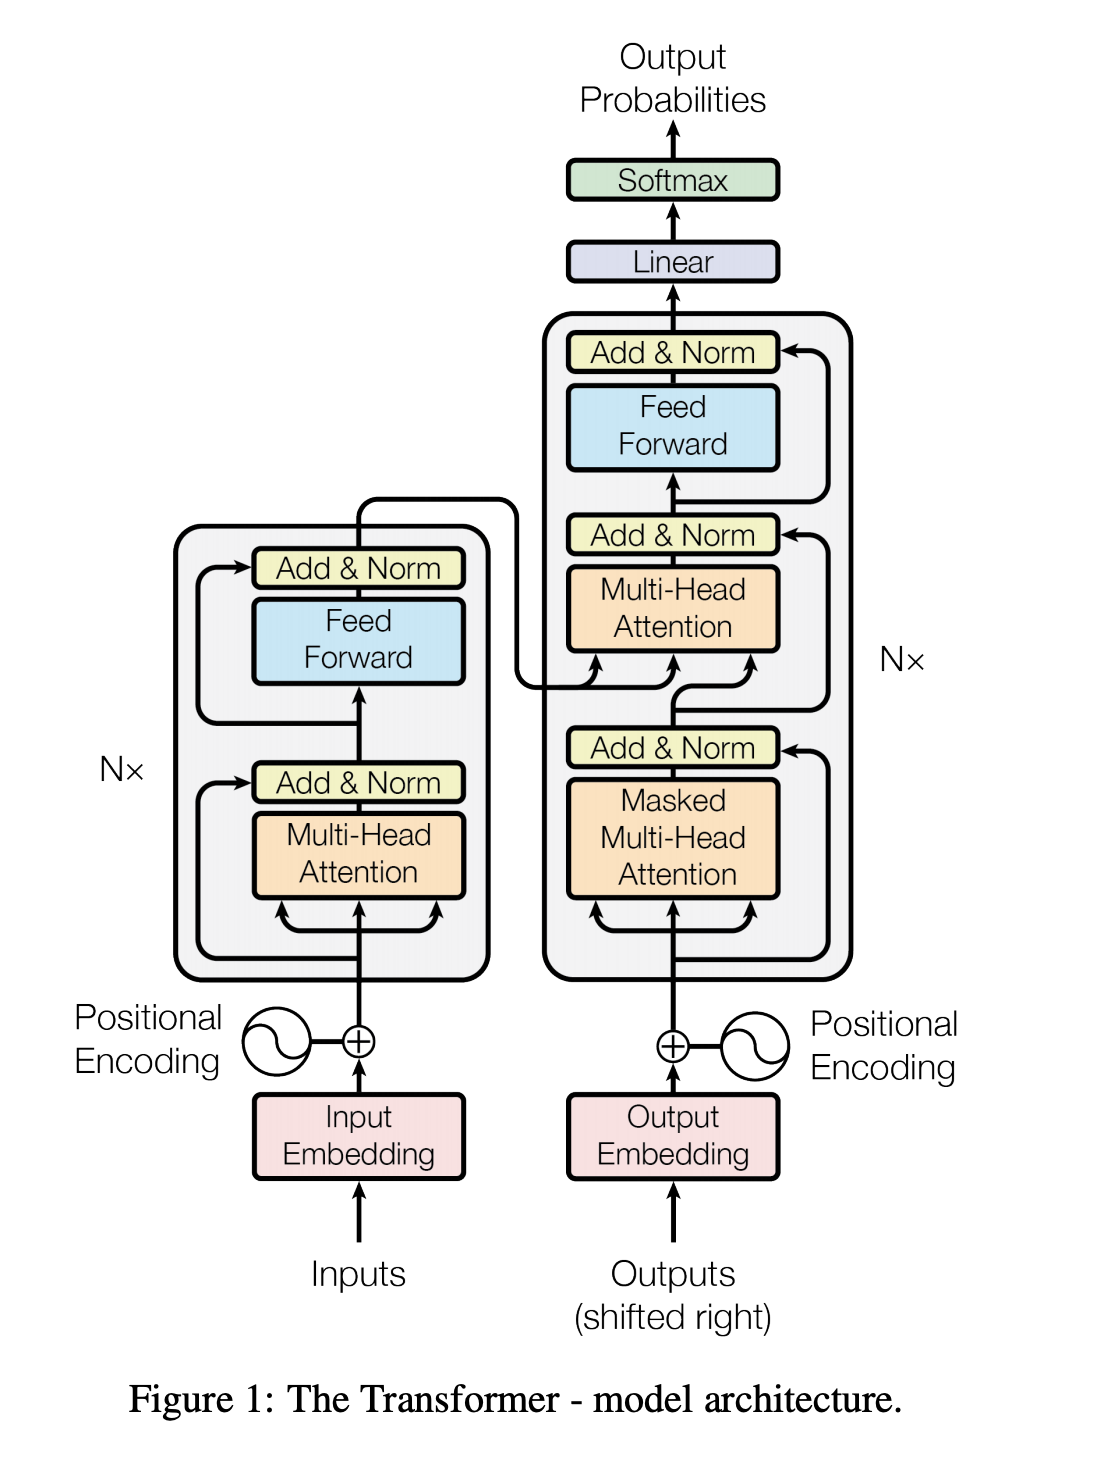 Output
Probabilities
Softmax
Linear
Add & Norm
Feed
Forward
Add & Norm
Multi-Head
Attention
Nx
Add & Norm
Masked
Multi-Head
Attention
Add & Norm
Feed
Forward
Nx
Add & Norm
Multi-Head
Attention
Positional
Encoding
Positional
Encoding
Input
Embedding
Output
Embedding
Inputs
Outputs
(shifted right)
Figure 1: The Transformer - model architecture.